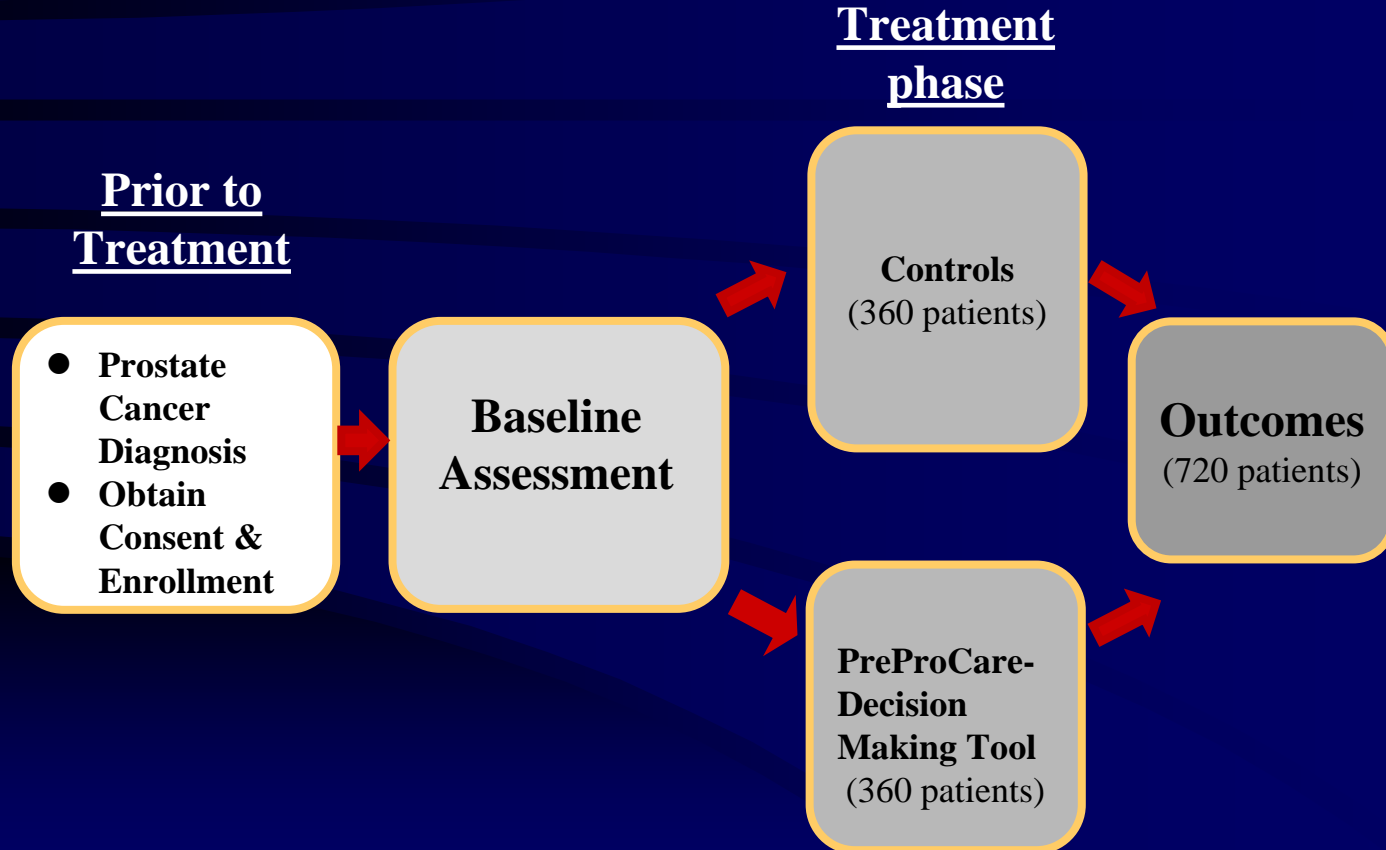 Prior to
Treatment
● Prostate
Cancer
Diagnosis
● Obtain
Consent &
Enrollment
Baseline
Assessment
Treatment
phase
Controls
(360 patients)
PreProCare-
Decision
Making Tool
(360 patients)
Outcomes
(720 patients)